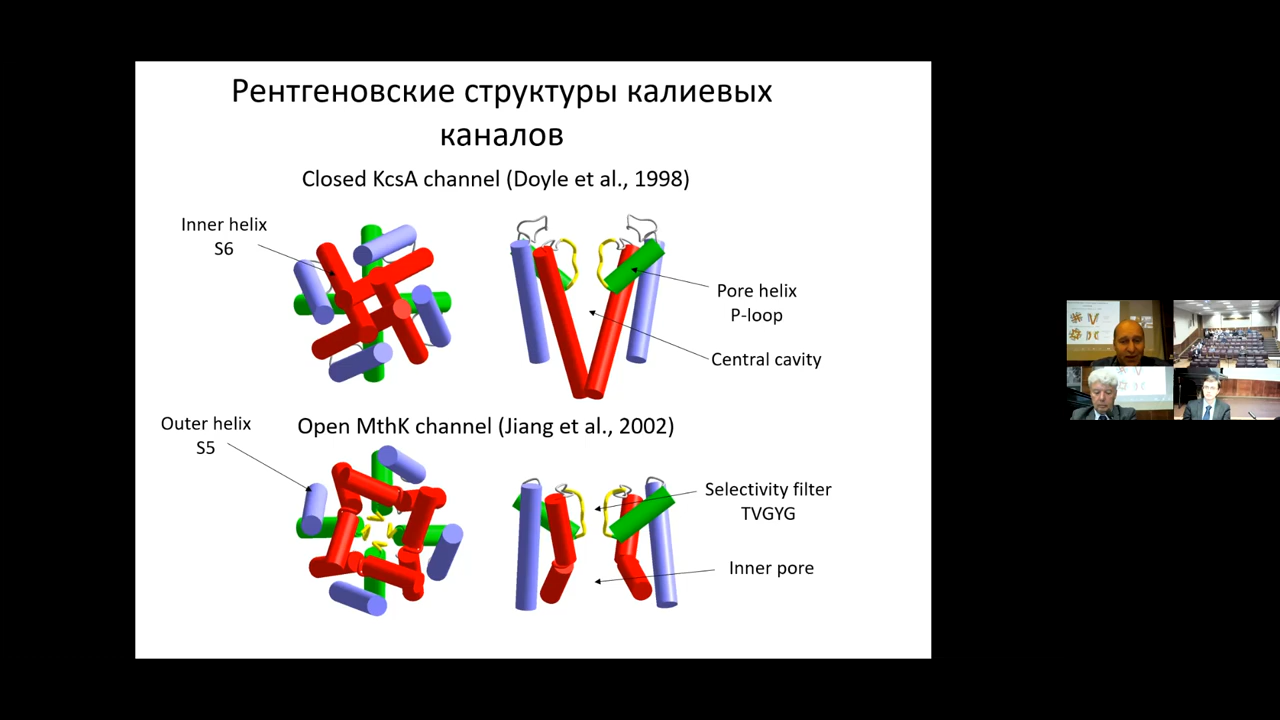 Рентгеновские структуры калиевых
каналов
Closed KcsA channel (Doyle et al., 1998)
Inner helix
S6
Pore helix
P-loop
Central cavity
Outer helix
S5
Open MthK channel (Jiang et al., 2002)
Selectivity filter
TVGYG
Inner pore